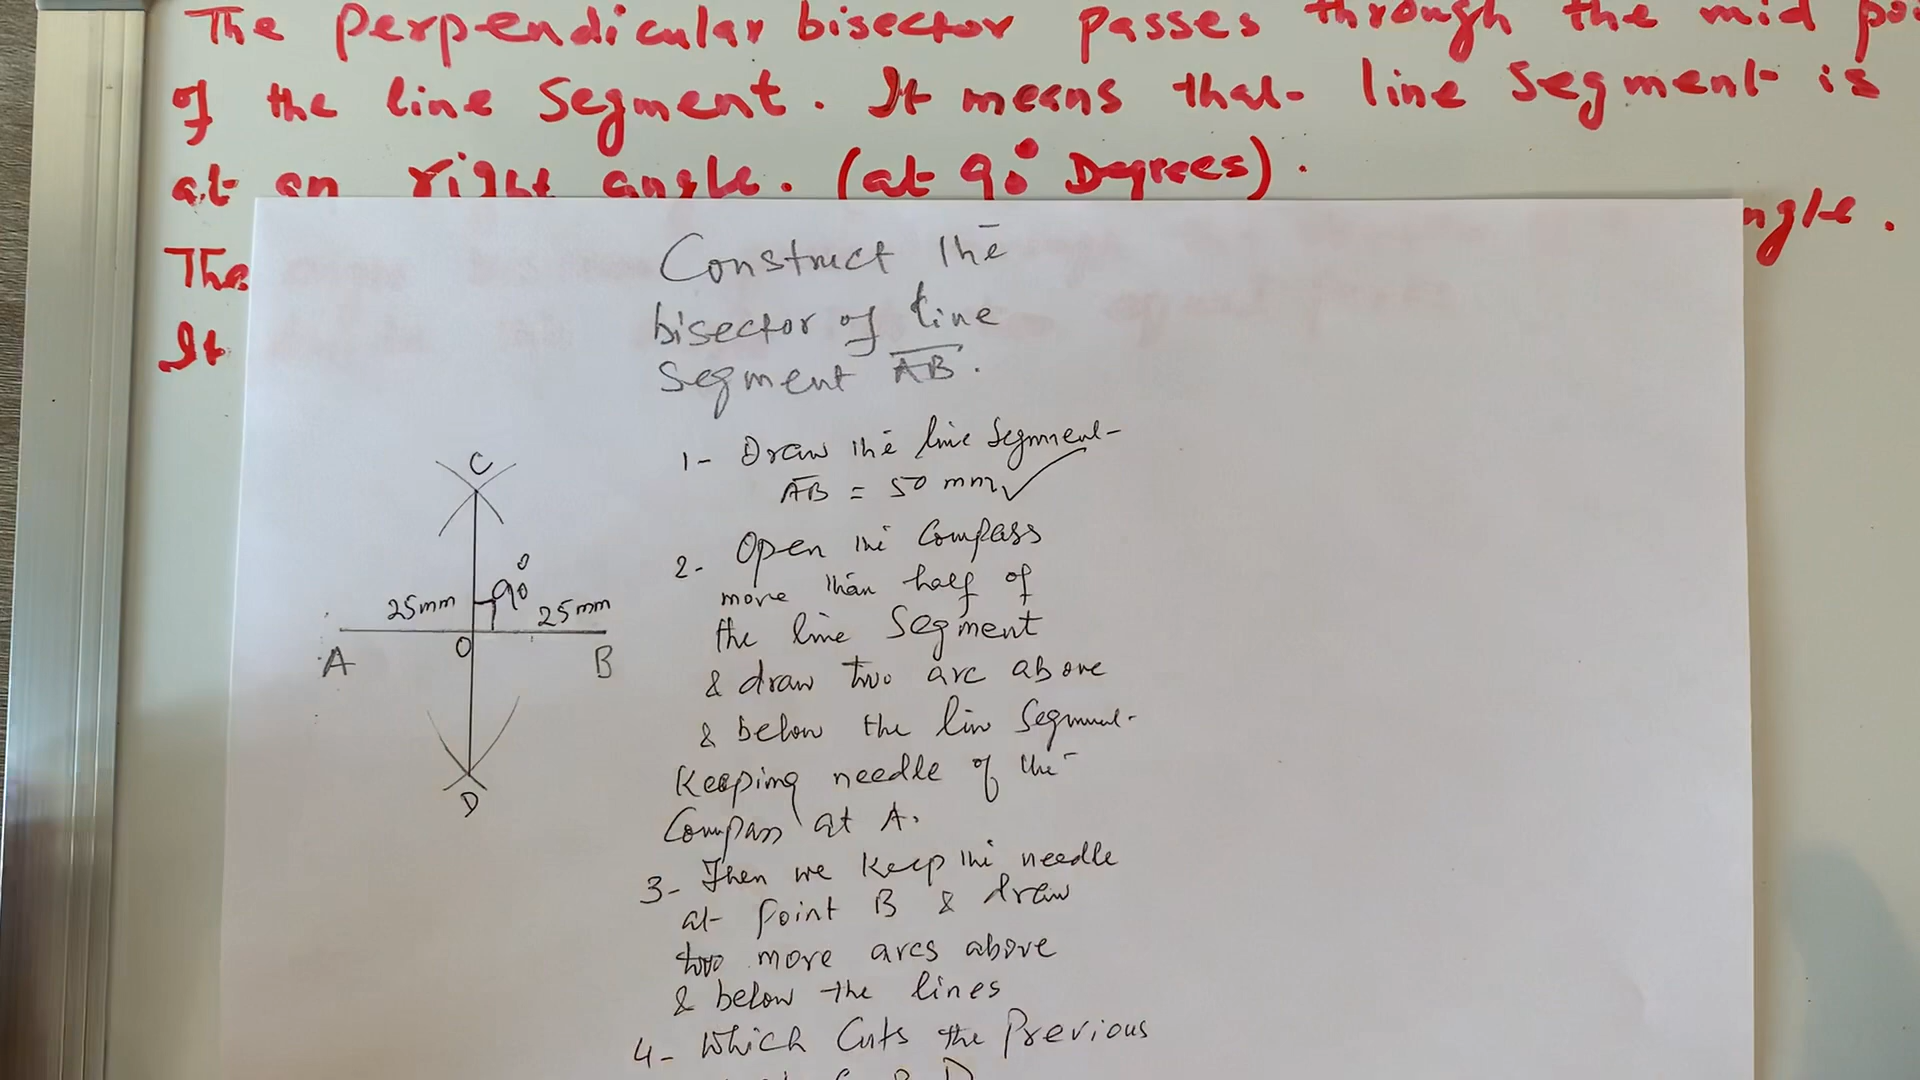 The perpendicular bisector passes through the mid poi
of the line segment. It means that line segment is
at an right angle. (at 90° Degrees).
ngle.
The
It
Construct the
bisector of line
segment AB.
C
25mm
90°
25mm
A
O
B
D
1- Draw the line segment
AB = 50 mm ✓
2- Open the Compass
more than half of
the line Segment
& draw two arc above
& below the line Segment
Keeping needle of the
Compass at A.
3- Then we Keep the needle
at Point B & draw
two more arcs above
& below the lines
4- Which Cuts the Previous